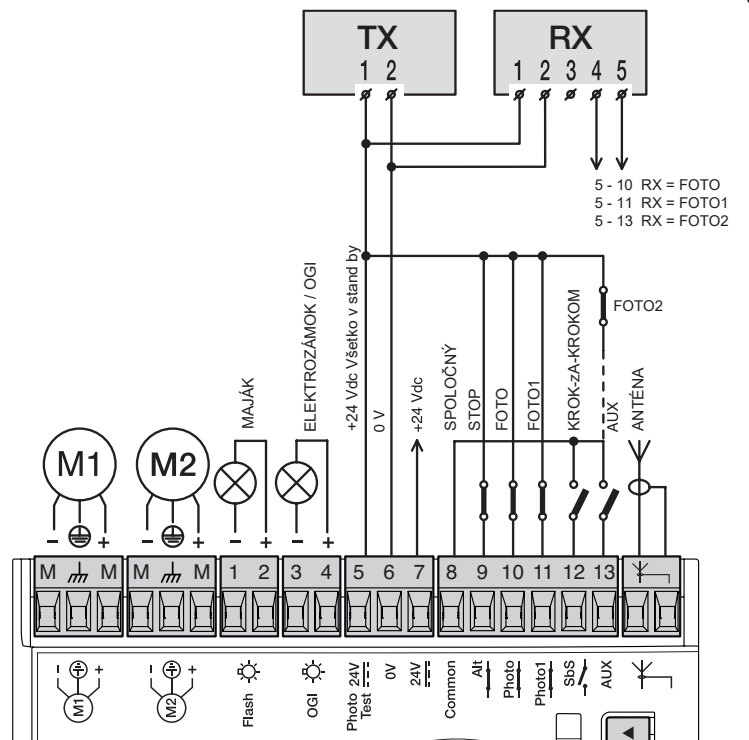 TX
RX
1 2
1 2 3 4 5
5 - 10 RX = FOTO
5 - 11 RX = FOTO1
5 - 13 RX = FOTO2
FOTO2
MAJÁK
ELEKTROZÁMOK / OGI
+24 Vdc Všetko v stand by
0 V
+24 Vdc
SPOLOČNÝ
STOP
FOTO
FOTO1
KROK-zA-KROKOM
AUX
ANTÉNA
M1
M2
- +
- +
- +
- +
M M M M 1 2 3 4 5 6 7 8 9 10 11 12 13
- +
M1
- +
M2
Flash
OGI
Photo 24V
Test
0V
24V
Common
Alt
Photo
Photo1
SbS
AUX